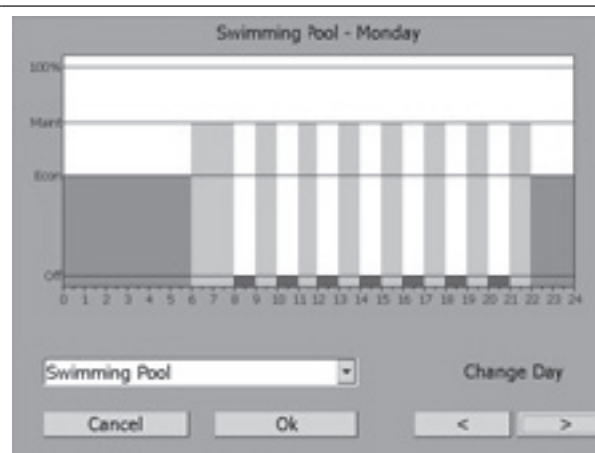 Swimming Pool - Monday
100%
Maint
Econ
Off
0 1 2 3 4 5 6 7 8 9 10 11 12 13 14 15 16 17 18 19 20 21 22 23 24
Swimming Pool
Change Day
Cancel Ok < >